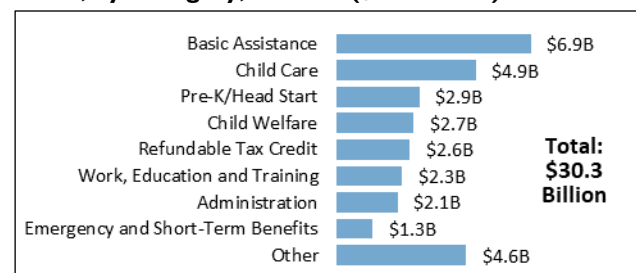 Basic Assistance $6.9B
Child Care $4.9B
Pre-K/Head Start $2.9B
Child Welfare $2.7B
Refundable Tax Credit $2.6B
Work, Education and Training $2.3B
Administration $2.1B
Emergency and Short-Term Benefits $1.3B
Other $4.6B
Total:
$30.3
Billion